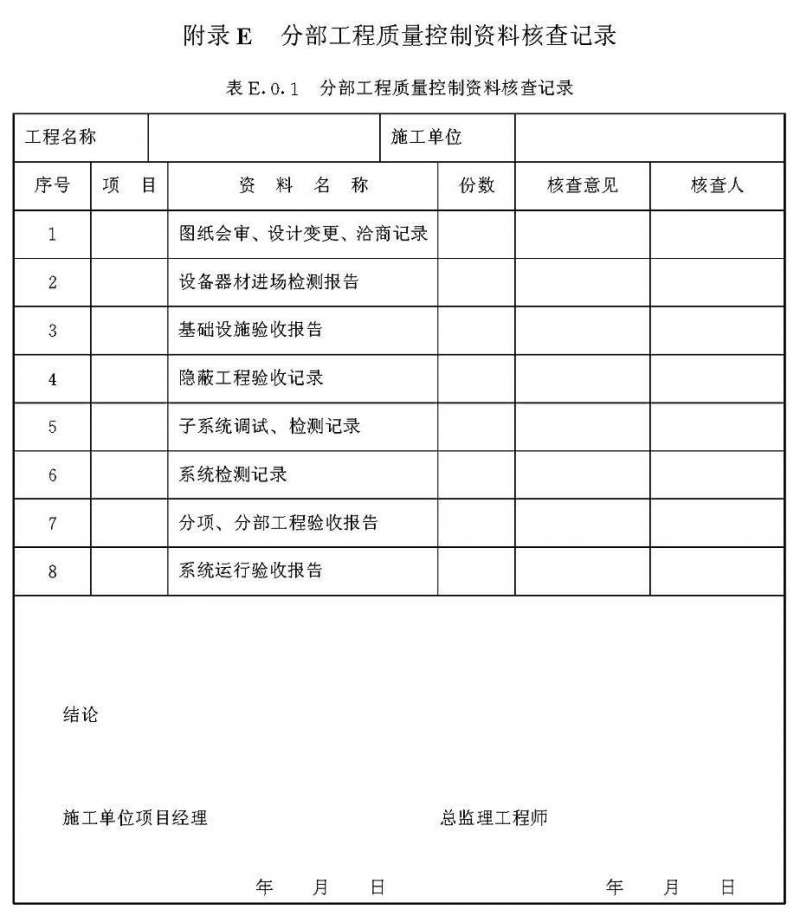 附录 E 分部工程质量控制资料核查记录
表 E.0.1 分部工程质量控制资料核查记录
工程名称 施工单位
序号 项 目 资 料 名 称 份数 核查意见 核查人
1 图纸会审、设计变更、洽商记录
2 设备器材进场检测报告
3 基础设施验收报告
4 隐蔽工程验收记录
5 子系统调试、检测记录
6 系统检测记录
7 分项、分部工程验收报告
8 系统运行验收报告
结论
施工单位项目经理 总监理工程师
年 月 日 年 月 日